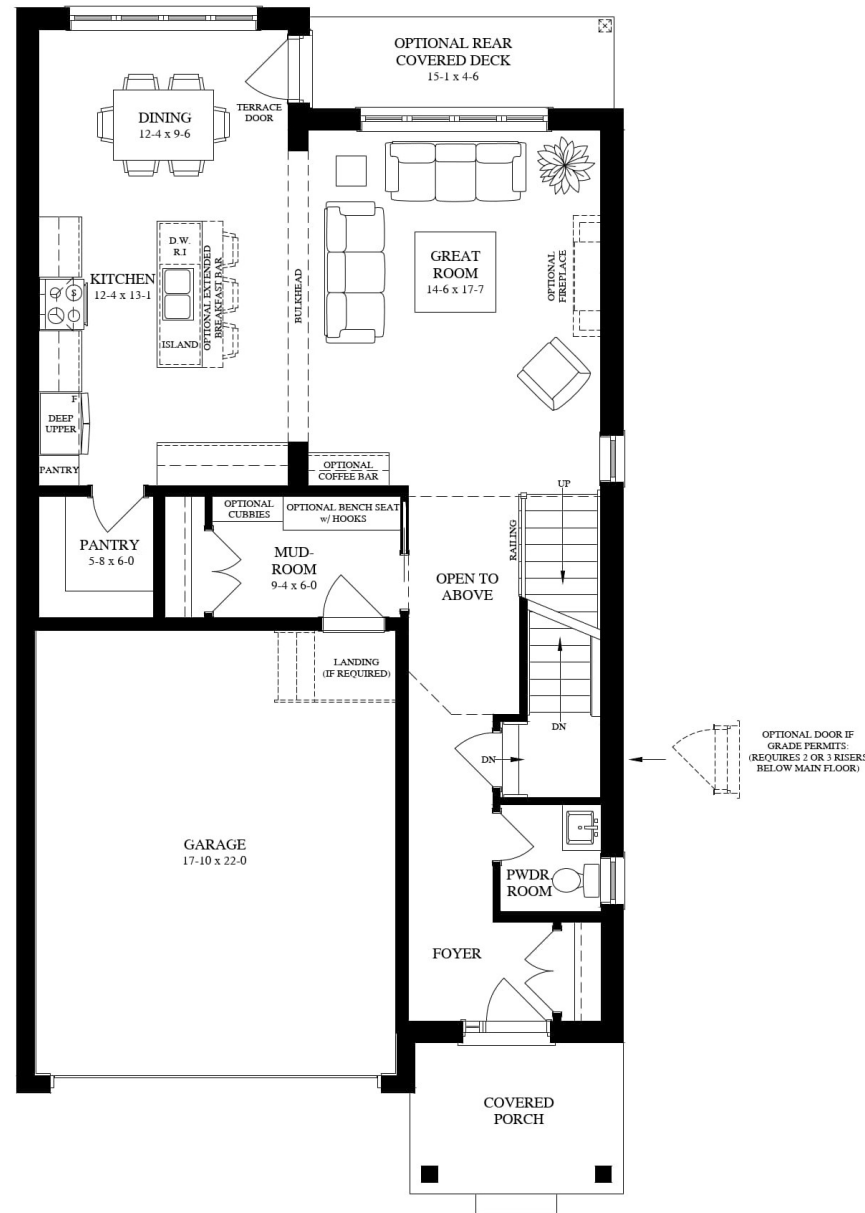 OPTIONAL REAR
COVERED DECK
15-1 x 4-6
DINING
12-4 x 9-6
TERRACE
DOOR
D.W.
R.I
KITCHEN
12-4 x 13-1
ISLAND
OPTIONAL EXTENDED
BREAKFAST BAR
BULKHEAD
GREAT
ROOM
14-6 x 17-7
OPTIONAL
FIREPLACE
S
F
DEEP
UPPER
PANTRY
OPTIONAL
COFFEE BAR
UP
OPTIONAL
CUBBIES
OPTIONAL BENCH SEAT
w/ HOOKS
PANTRY
5-8 x 6-0
MUD-
ROOM
9-4 x 6-0
RAILING
OPEN TO
ABOVE
LANDING
(IF REQUIRED)
DN
DN
OPTIONAL DOOR IF
GRADE PERMITS:
(REQUIRES 2 OR 3 RISERS
BELOW MAIN FLOOR)
GARAGE
17-10 x 22-0
PWDR.
ROOM
FOYER
COVERED
PORCH